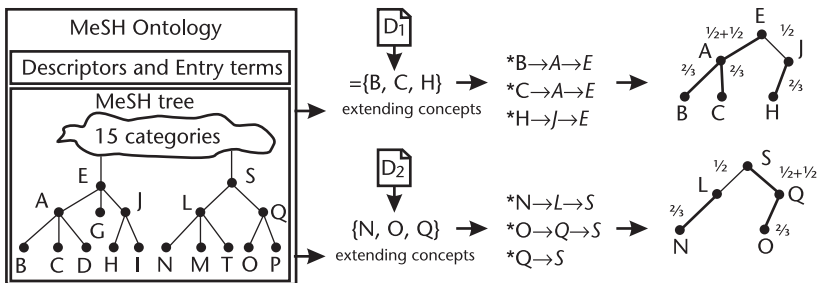 MeSH Ontology
Descriptors and Entry terms
MeSH tree
15 categories
E
S
A
J
L
Q
G
B C D H I N M T O P
D1
={B, C, H}
extending concepts
*B→A→E
*C→A→E
*H→J→E
E
½+½
½
A
J
⅔
⅔
⅔
B
C
H
D2
{N, O, Q}
extending concepts
*N→L→S
*O→Q→S
*Q→S
S
½
½+½
L
Q
⅔
⅔
N
O